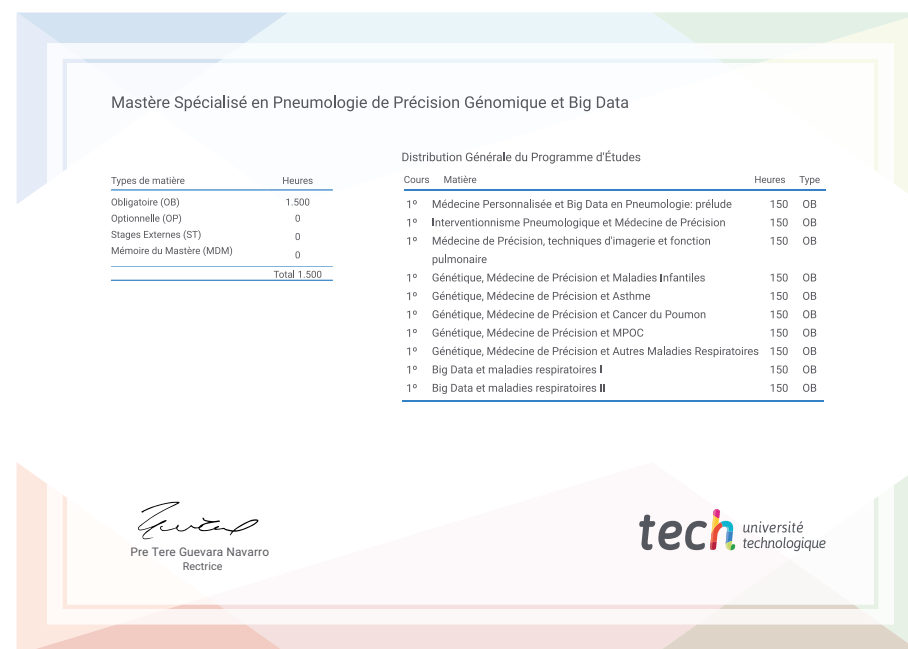 Mastère Spécialisé en Pneumologie de Précision Génomique et Big Data
Types de matière Heures
Obligatoire (OB) 1.500
Optionnelle (OP) 0
Stages Externes (ST) 0
Mémoire du Mastère (MDM) 0
Total 1.500
Distribution Générale du Programme d'Études
Cours Matière Heures Type
1º Médecine Personnalisée et Big Data en Pneumologie: prélude 150 OB
1º Interventionnisme Pneumologique et Médecine de Précision 150 OB
1º Médecine de Précision, techniques d'imagerie et fonction 150 OB
pulmonaire
1º Génétique, Médecine de Précision et Maladies Infantiles 150 OB
1º Génétique, Médecine de Précision et Asthme 150 OB
1º Génétique, Médecine de Précision et Cancer du Poumon 150 OB
1º Génétique, Médecine de Précision et MPOC 150 OB
1º Génétique, Médecine de Précision et Autres Maladies Respiratoires 150 OB
1º Big Data et maladies respiratoires I 150 OB
1º Big Data et maladies respiratoires II 150 OB
Pre Tere Guevara Navarro
Rectrice
tech université
technologique